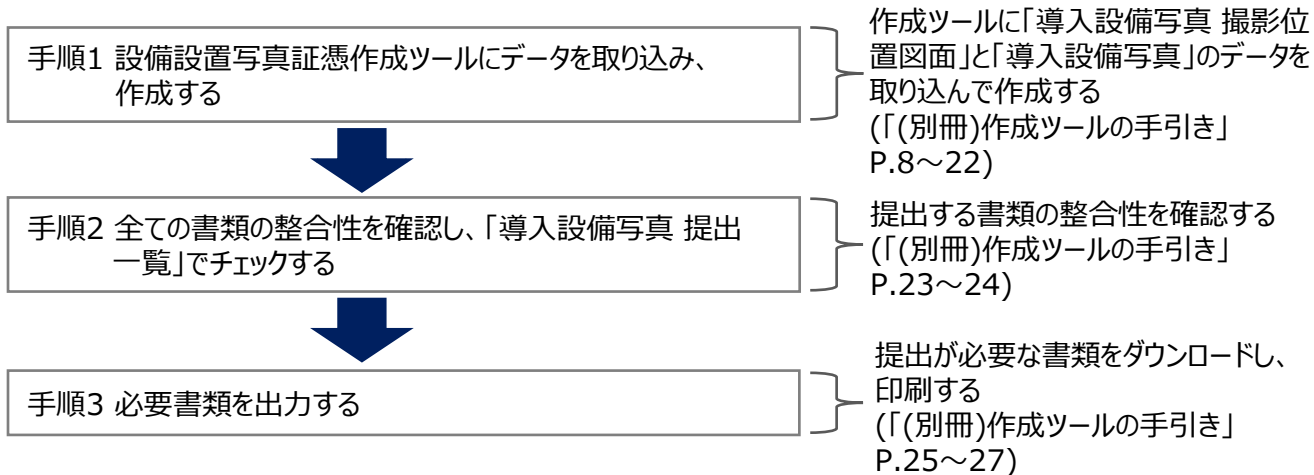 手順1 設備設置写真証憑作成ツールにデータを取り込み、
作成する
作成ツールに「導入設備写真 撮影位
置図面」と「導入設備写真」のデータを
取り込んで作成する
(「(別冊)作成ツールの手引き」
P.8～22)
手順2 全ての書類の整合性を確認し、「導入設備写真 提出
一覧」でチェックする
提出する書類の整合性を確認する
(「(別冊)作成ツールの手引き」
P.23～24)
手順3 必要書類を出力する
提出が必要な書類をダウンロードし、
印刷する
(「(別冊)作成ツールの手引き」
P.25～27)